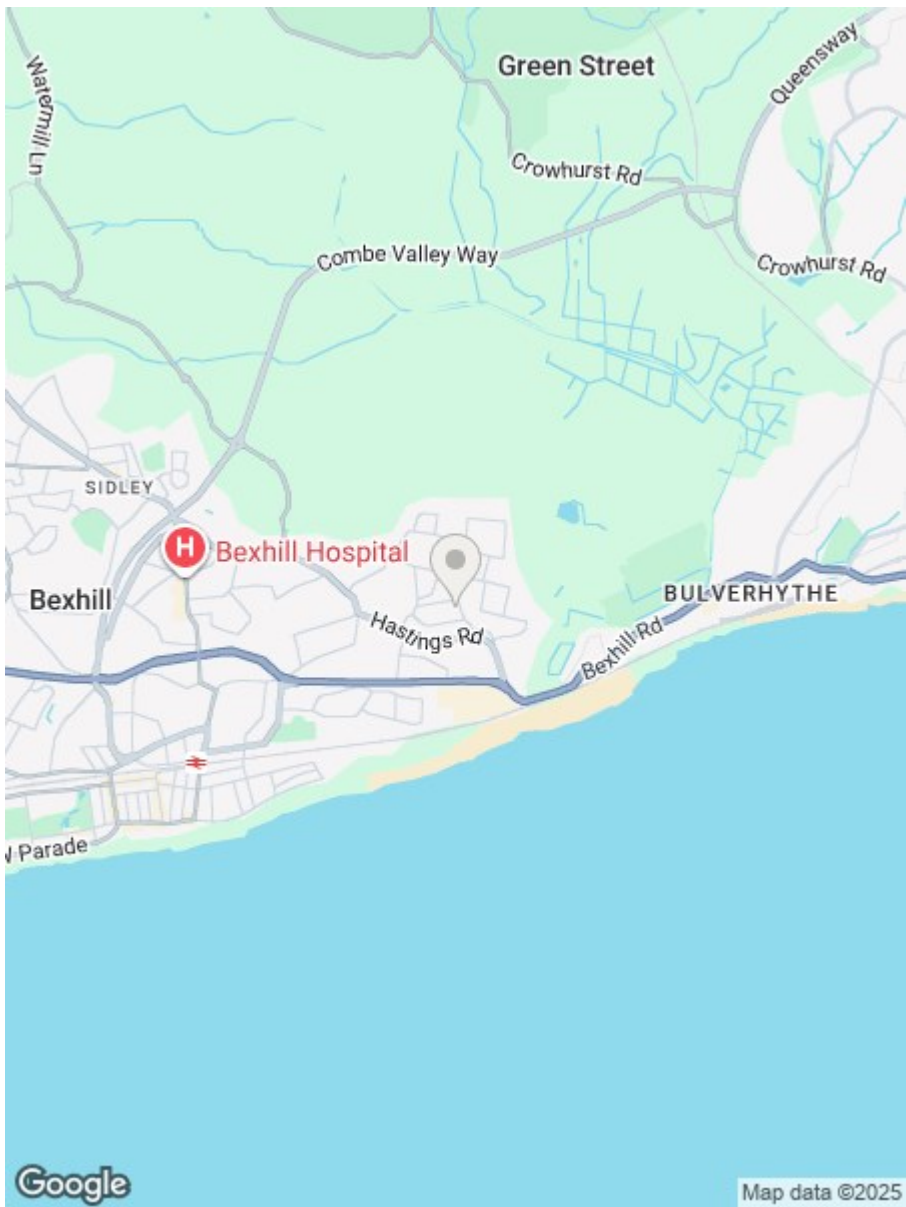 Green Street
Queensway
Watermill Ln
Crowhurst Rd
Combe Valley Way
Crowhurst Rd
SIDLEY
H
Bexhill Hospital
Bexhill
BULVERHYTHE
Hastings Rd
Bexhill Rd
W Parade
Google
Map data ©2025